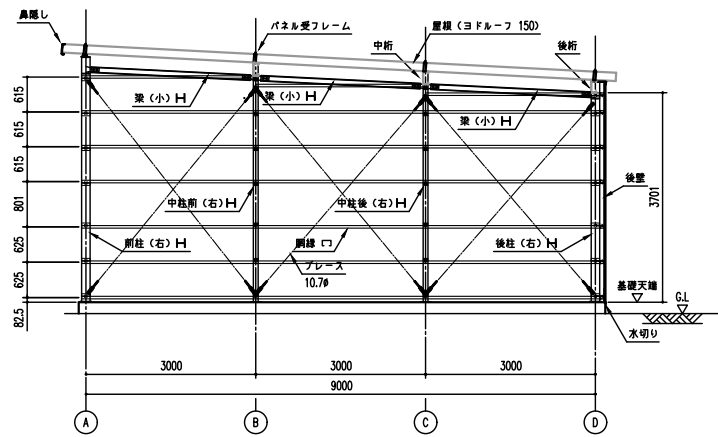 鼻隠し
パネル受フレーム
中桁
屋根(ヨドルーフ 150)
後桁
梁(小)H
梁(小)H
梁(小)H
615
615
615
801
625
625
82.5
中柱前(右)H
中柱後(右)H
後壁
3701
前柱(右)H
胴縁
後柱(右)H
ブレース
10.7φ
基礎天端
G.L
水切り
3000
3000
3000
9000
A
B
C
D